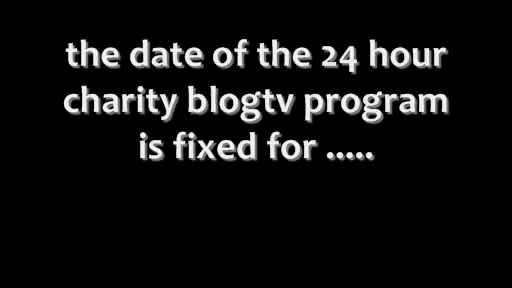 the date of the 24 hour
charity blogtv program
is fixed for .....